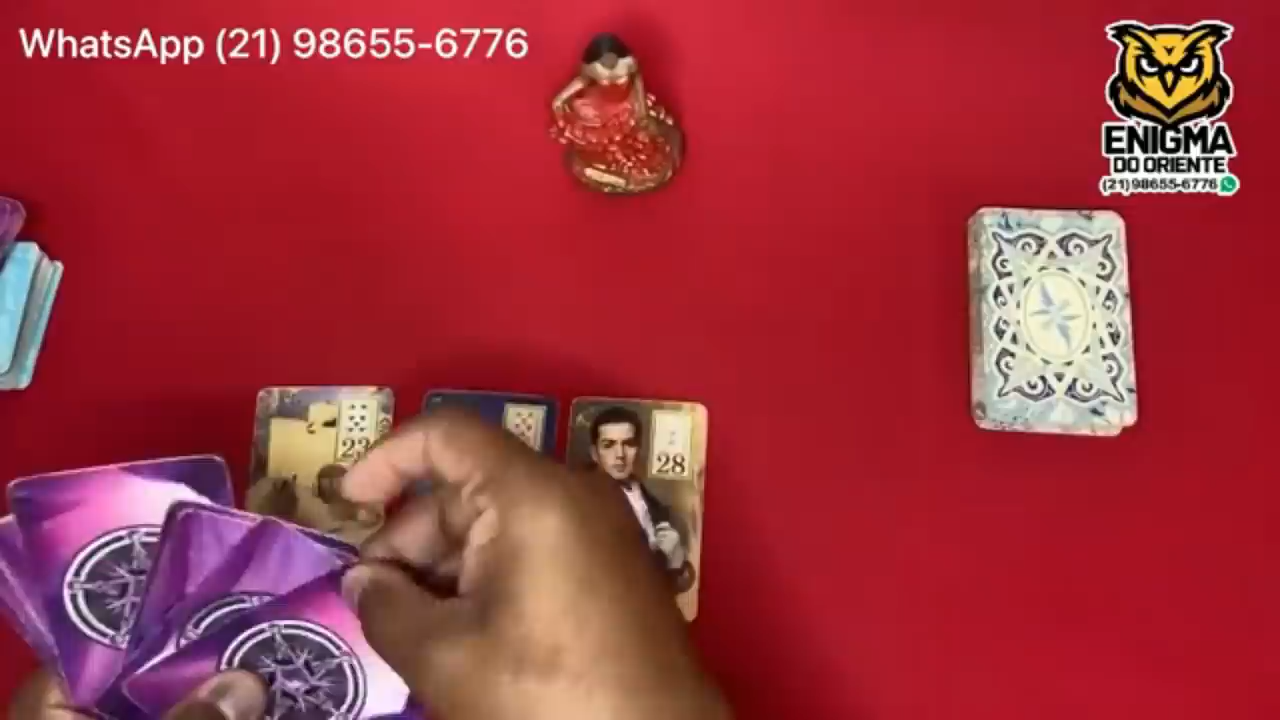 WhatsApp (21) 98655-6776
ENIGMA
DO ORIENTE
(21)98655-6776
23
28